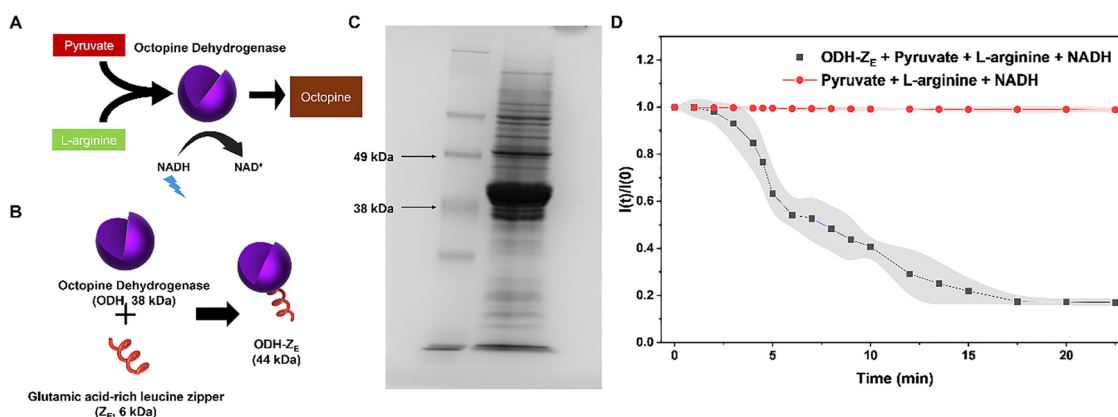 A
Pyruvate
Octopine Dehydrogenase
Octopine
L-arginine
NADH
NAD⁺
B
Octopine Dehydrogenase
(ODH, 38 kDa)
+
Glutamic acid-rich leucine zipper
(Z_E, 6 kDa)
ODH-Z_E
(44 kDa)
C
49 kDa
38 kDa
D
ODH-Z_E + Pyruvate + L-arginine + NADH
Pyruvate + L-arginine + NADH
I(t)/I(0)
1.2
1.0
0.8
0.6
0.4
0.2
0.0
0 5 10 15 20
Time (min)